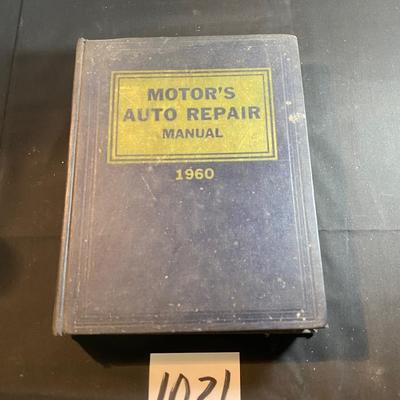 MOTOR'S
AUTO REPAIR
MANUAL
1960
1021